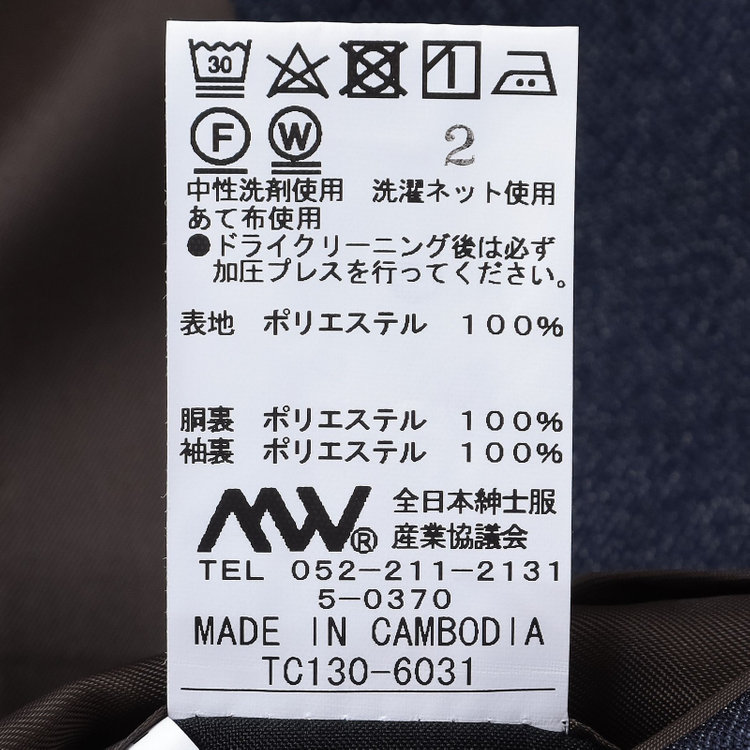 30
F W 2
中性洗剤使用 洗濯ネット使用
あて布使用
●ドライクリーニング後は必ず
加圧プレスを行ってください。
表地 ポリエステル 100%
胴裏 ポリエステル 100%
袖裏 ポリエステル 100%
MW® 全日本紳士服
産業協議会
TEL 052-211-2131
5-0370
MADE IN CAMBODIA
TC130-6031